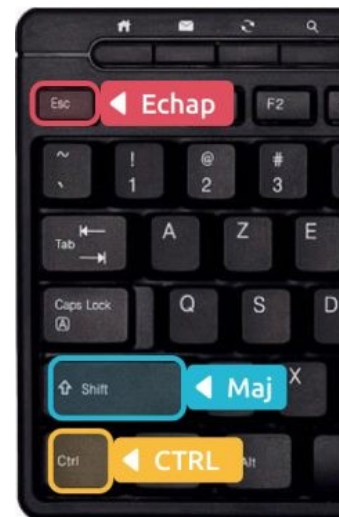 Esc Echap F2
~ ! @ #
` 1 2 3
Tab A Z E
Caps Lock Q S D
A
Shift Maj X
Ctrl CTRL Alt